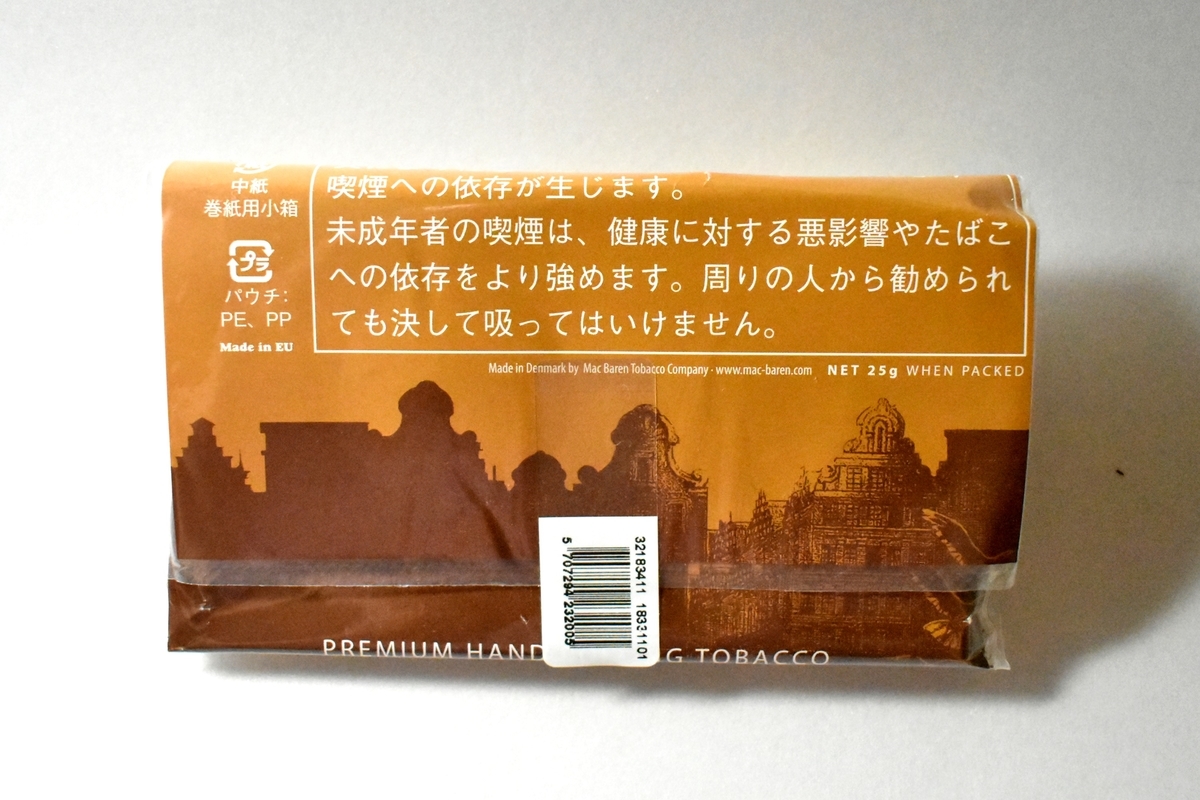 中紙
巻紙用小箱
プラ
パウチ:
PE、PP
Made in EU
喫煙への依存が生じます。
未成年者の喫煙は、健康に対する悪影響やたばこ
への依存をより強めます。周りの人から勧められ
ても決して吸ってはいけません。
Made in Denmark by Mac Baren Tobacco Company · www.mac-baren.com
NET 25g WHEN PACKED
32183411 18331101
5 707294 232005
PREMIUM HAND G TOBACCO